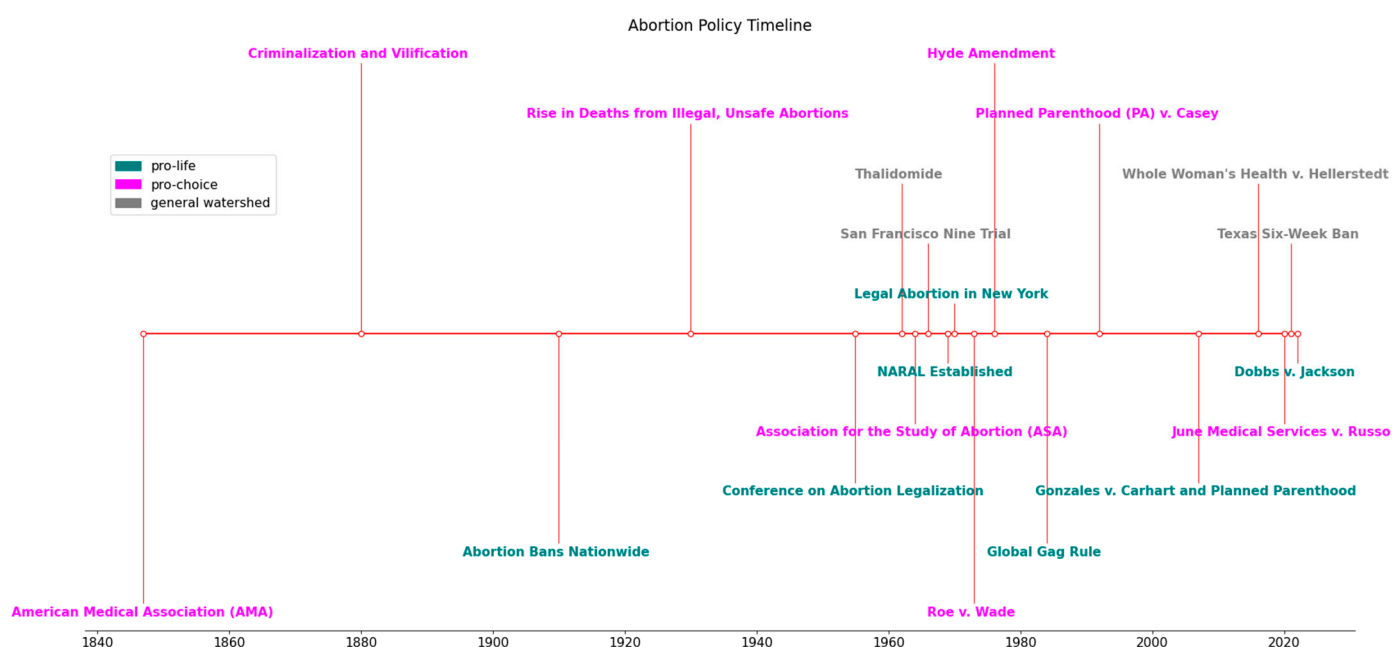 Abortion Policy Timeline
Criminalization and Vilification
Hyde Amendment
Rise in Deaths from Illegal, Unsafe Abortions
Planned Parenthood (PA) v. Casey
pro-life
pro-choice
general watershed
Thalidomide
Whole Woman's Health v. Hellerstedt
San Francisco Nine Trial
Texas Six-Week Ban
Legal Abortion in New York
NARAL Established
Dobbs v. Jackson
Association for the Study of Abortion (ASA)
June Medical Services v. Russo
Conference on Abortion Legalization
Gonzales v. Carhart and Planned Parenthood
Abortion Bans Nationwide
Global Gag Rule
American Medical Association (AMA)
Roe v. Wade
1840 1860 1880 1900 1920 1940 1960 1980 2000 2020